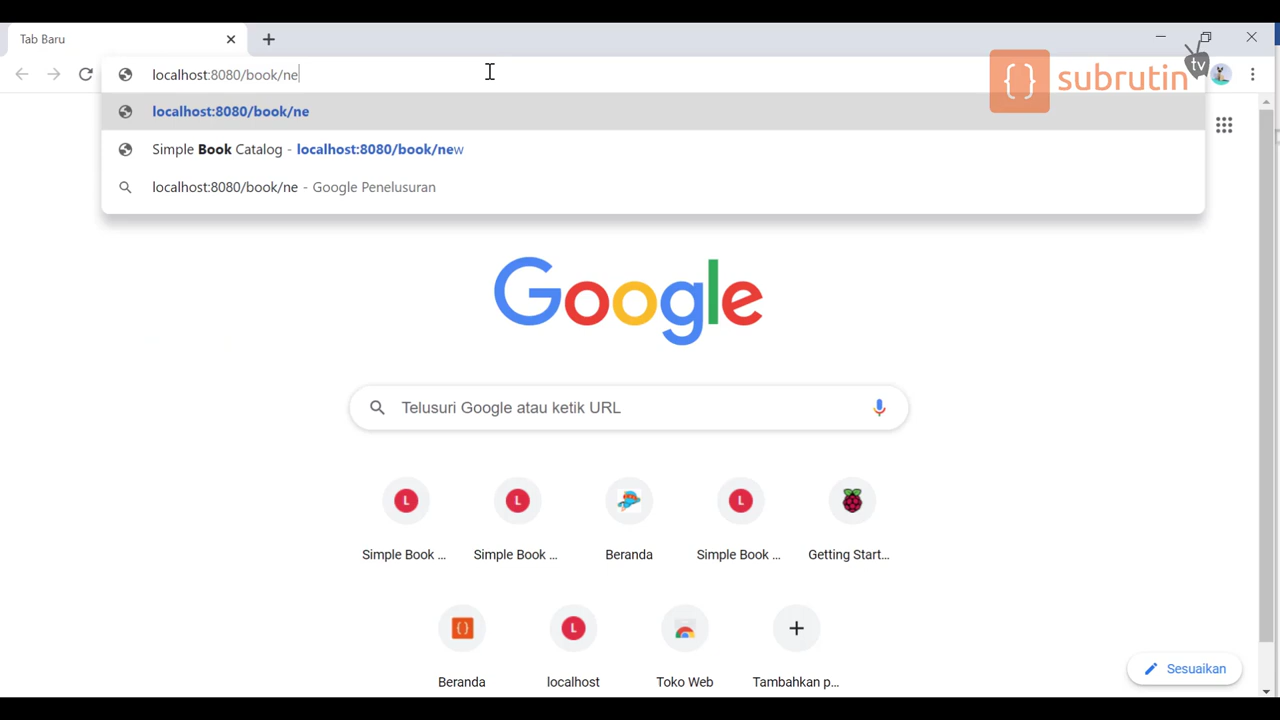 Tab Baru
localhost:8080/book/ne
tv
{} subrutin
localhost:8080/book/ne
Simple Book Catalog - localhost:8080/book/new
localhost:8080/book/ne - Google Penelusuran
Google
Telusuri Google atau ketik URL
L
L
L
Simple Book ...
Simple Book ...
Beranda
Simple Book ...
Getting Start...
{}
L
Beranda
localhost
Toko Web
Tambahkan p...
Sesuaikan